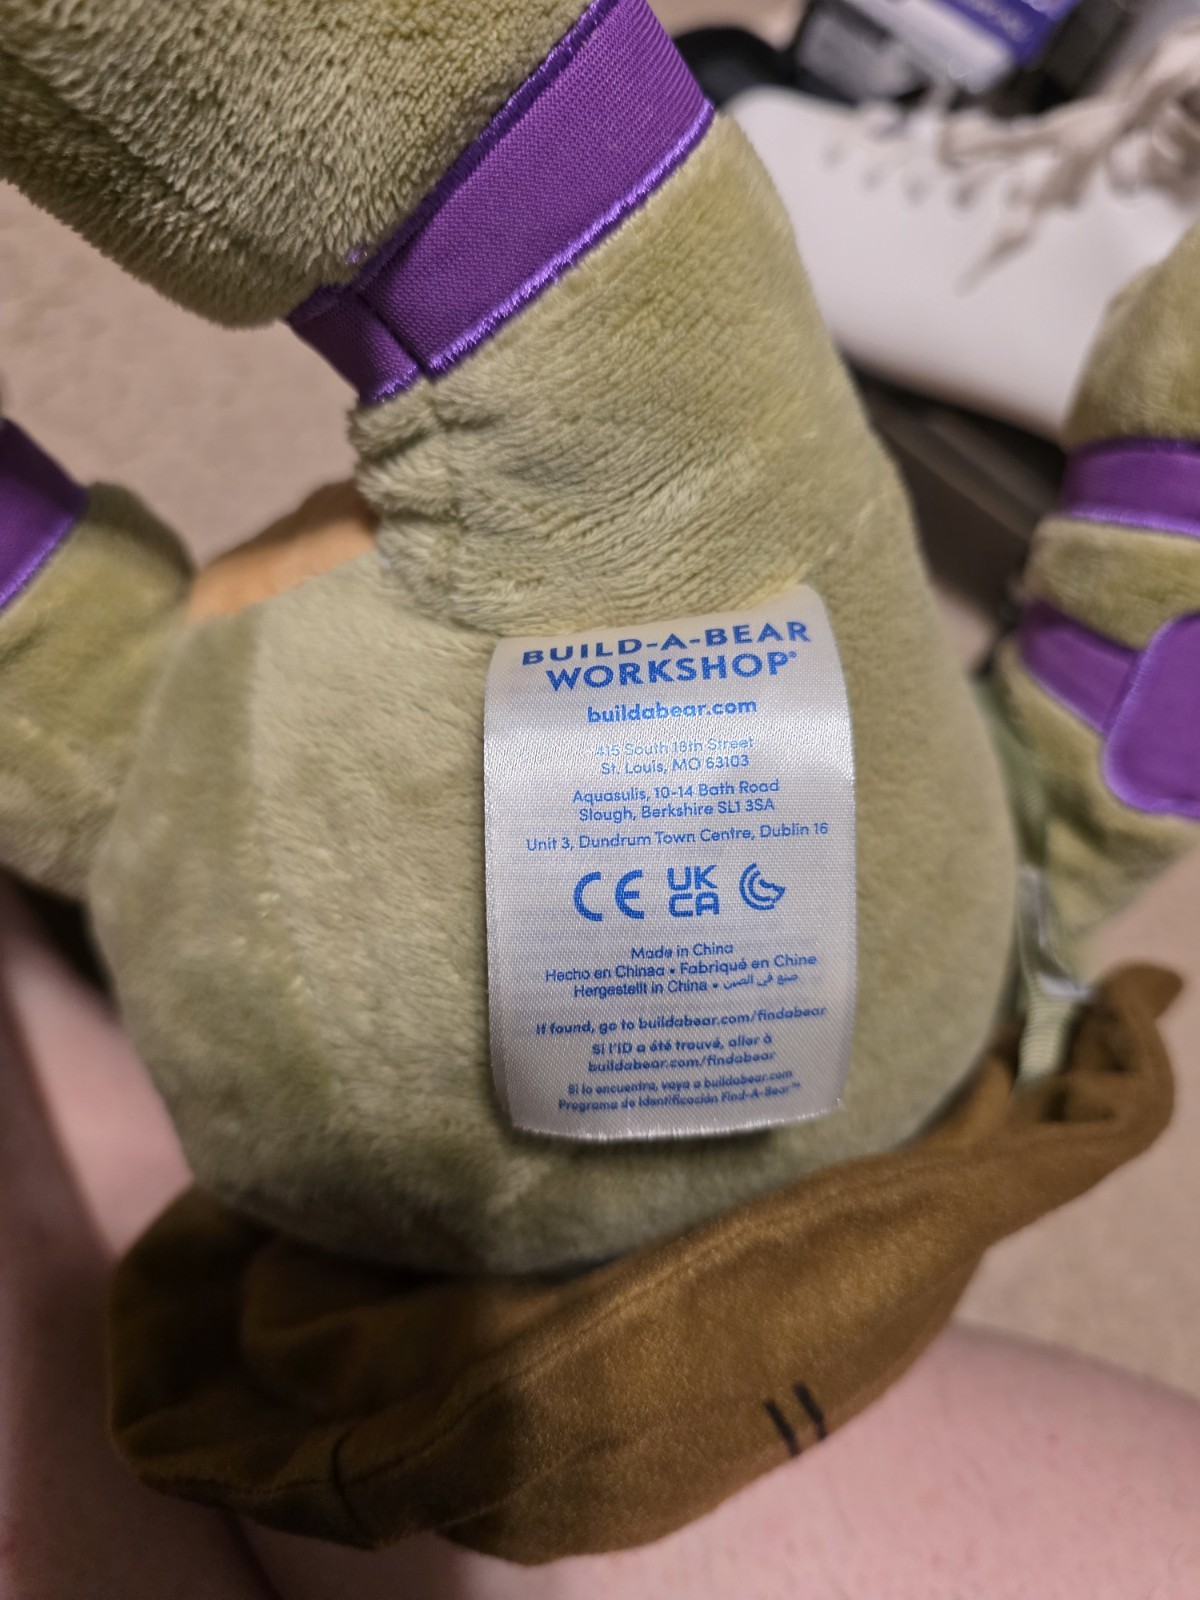 BUILD-A-BEAR
WORKSHOP®
buildabear.com
415 South 18th Street
St. Louis, MO 63103
Aquasulis, 10-14 Bath Road
Slough, Berkshire SL1 3SA
Unit 3, Dundrum Town Centre, Dublin 16
CE UK
CA
Made in China
Hecho en Chinaa • Fabriqué en Chine
Hergestellt in China • صنع في الصين
If found, go to buildabear.com/findabear
Si l'ID a été trouvé, aller à
buildabear.com/findabear
Si lo encuentra, vaya a buildabear.com
Programa de Identificación Find-A-Bear™